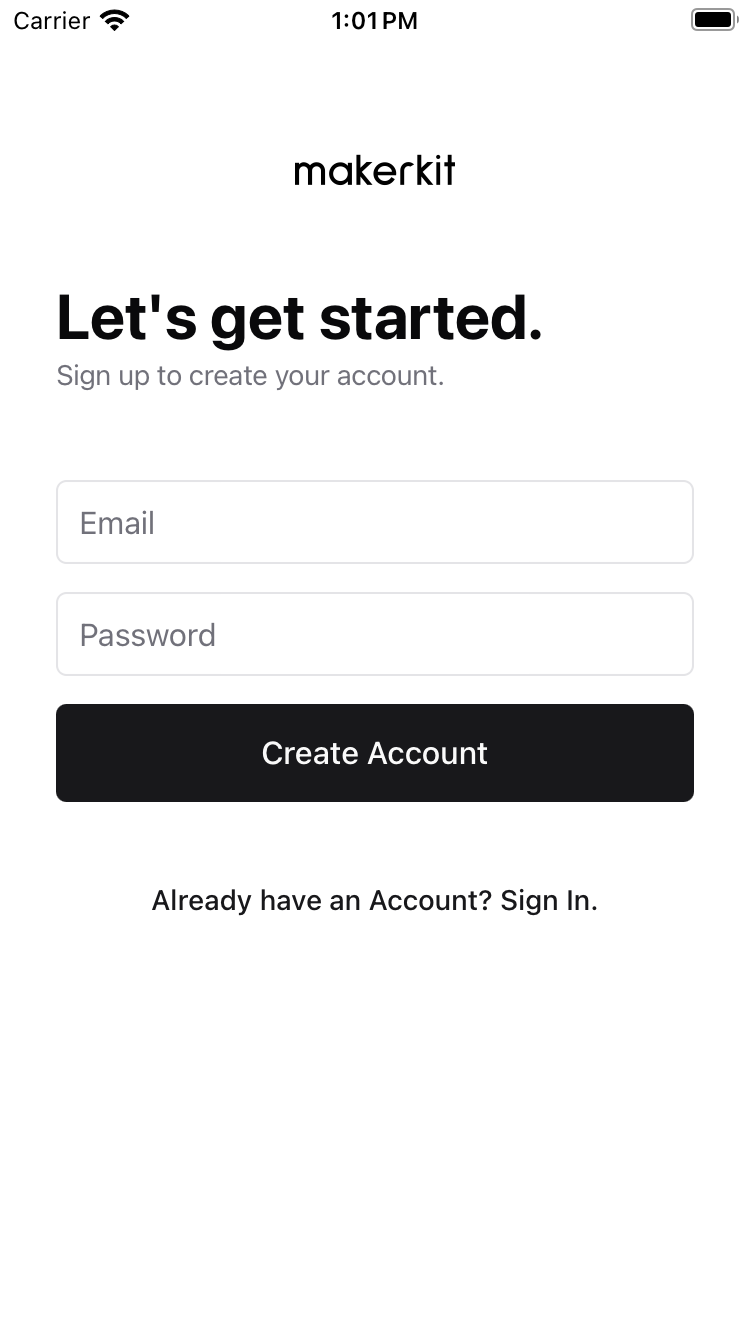 Carrier 1:01 PM
makerkit
Let's get started.
Sign up to create your account.
Email
Password
Create Account
Already have an Account? Sign In.